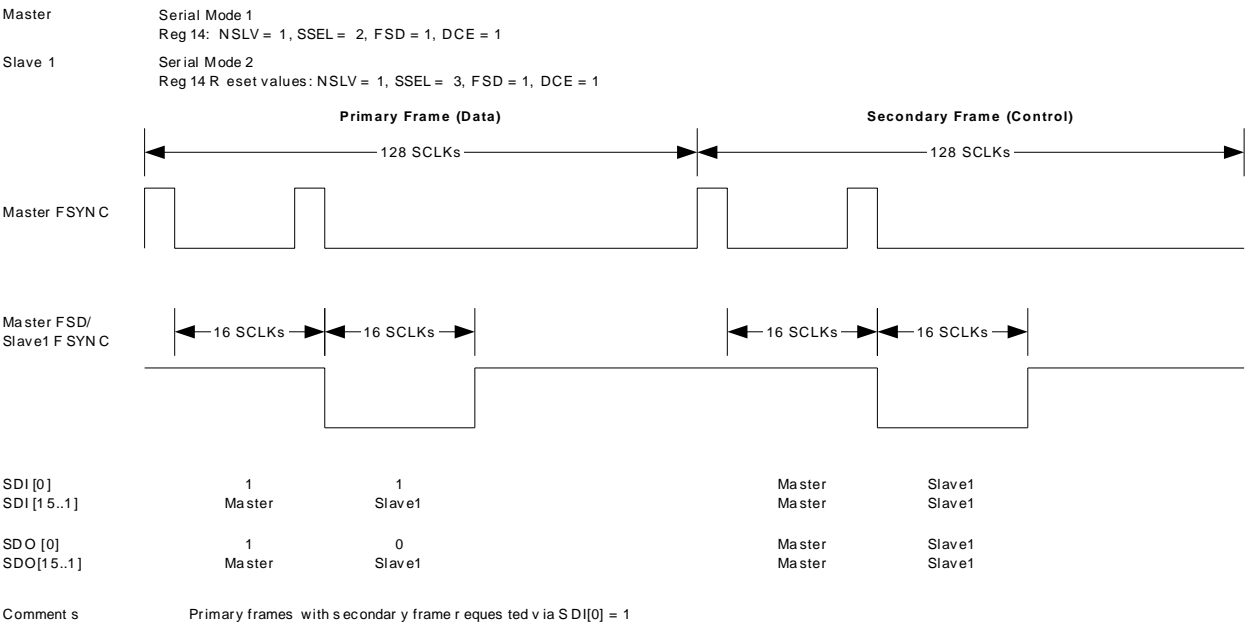 Master Serial Mode 1
Reg 14: NSLV = 1, SSEL = 2, FSD = 1, DCE = 1
Slave 1 Serial Mode 2
Reg 14 Reset values: NSLV = 1, SSEL = 3, FSD = 1, DCE = 1
Primary Frame (Data) Secondary Frame (Control)
128 SCLKs 128 SCLKs
Master FSYNC
Master FSD/
Slave1 FSYNC
16 SCLKs 16 SCLKs 16 SCLKs 16 SCLKs
SDI [0] 1 1 Master Slave1
SDI [15..1] Master Slave1 Master Slave1
SDO [0] 1 0 Master Slave1
SDO[15..1] Master Slave1 Master Slave1
Comments Primary frames with secondary frame requested via SDI[0] = 1